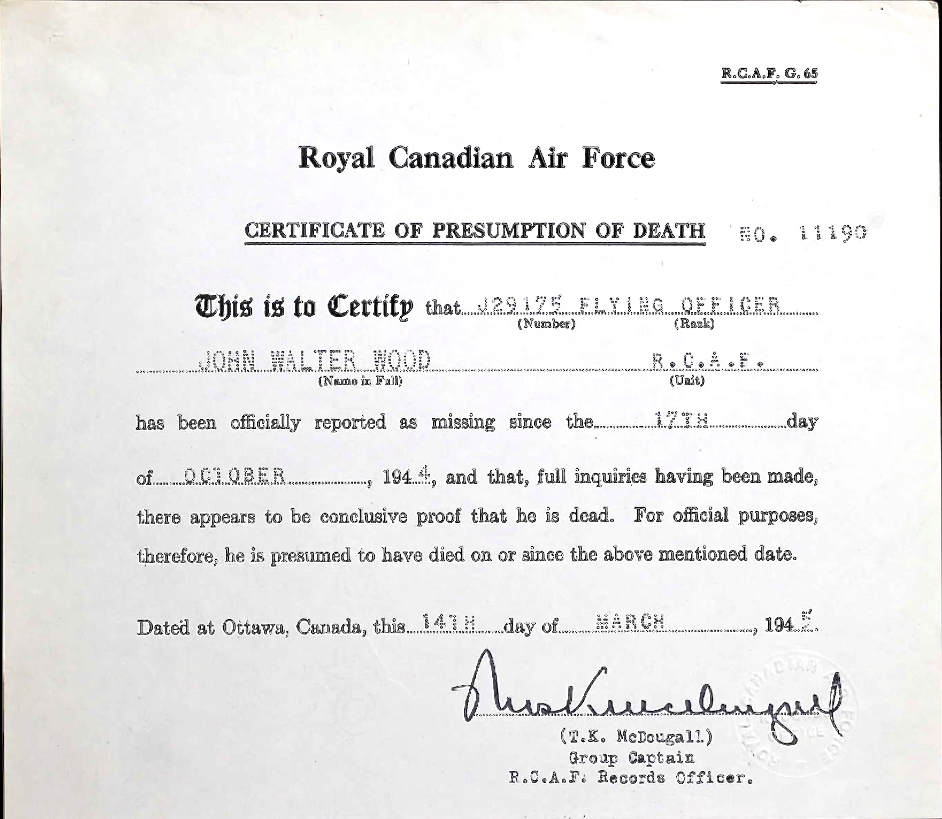 R.C.A.F. G. 65
Royal Canadian Air Force
CERTIFICATE OF PRESUMPTION OF DEATH NO. 11190
This is to Certify that J29175 FLYING OFFICER
(Number) (Rank)
JOHN WALTER WOOD R.C.A.F.
(Name in Full) (Unit)
has been officially reported as missing since the 17TH day
of OCTOBER, 1944, and that, full inquiries having been made,
there appears to be conclusive proof that he is dead. For official purposes,
therefore, he is presumed to have died on or since the above mentioned date.
Dated at Ottawa, Canada, this 14TH day of MARCH, 1945.
(T.K. McDougall)
Group Captain
R.C.A.F. Records Officer.